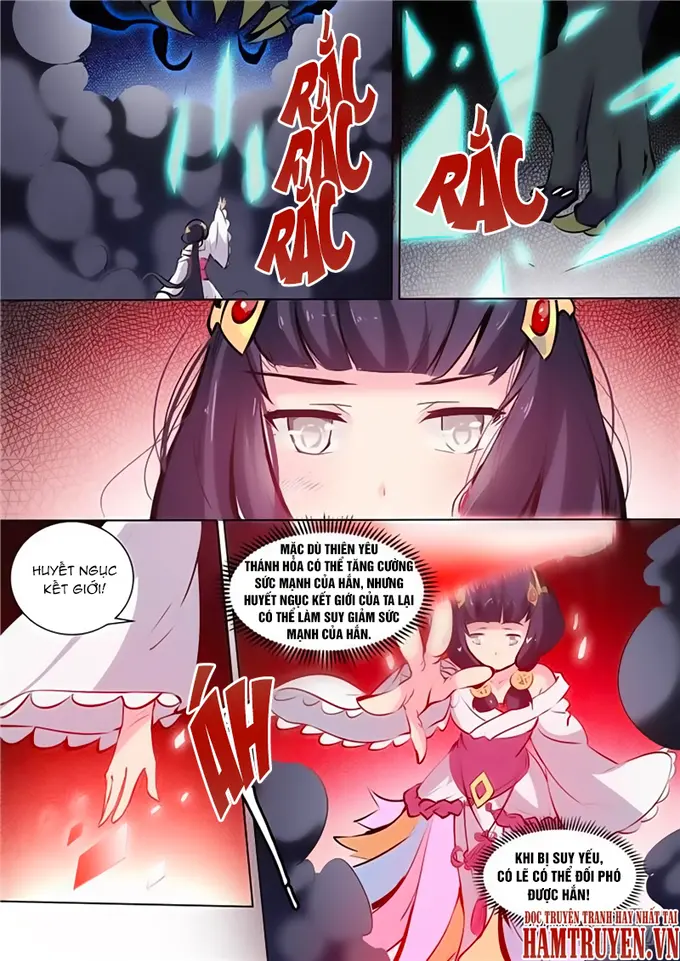 RẮC
RẮC
RẮC
RẮC
HUYẾT NGỤC
KẾT GIỚI!
MẶC DÙ THIÊN YÊU
THÁNH HỎA CÓ THỂ TĂNG CƯỜNG
SỨC MẠNH CỦA HẮN, NHƯNG
HUYẾT NGỤC KẾT GIỚI CỦA TA LẠI
CÓ THỂ LÀM SUY GIẢM SỨC
MẠNH CỦA HẮN.
ÁH
KHI BỊ SUY YẾU,
CÓ LẼ CÓ THỂ ĐỐI PHÓ
ĐƯỢC HẮN!
ĐỌC TRUYỆN TRANH HAY NHẤT TẠI
HAMTRUYEN.VN